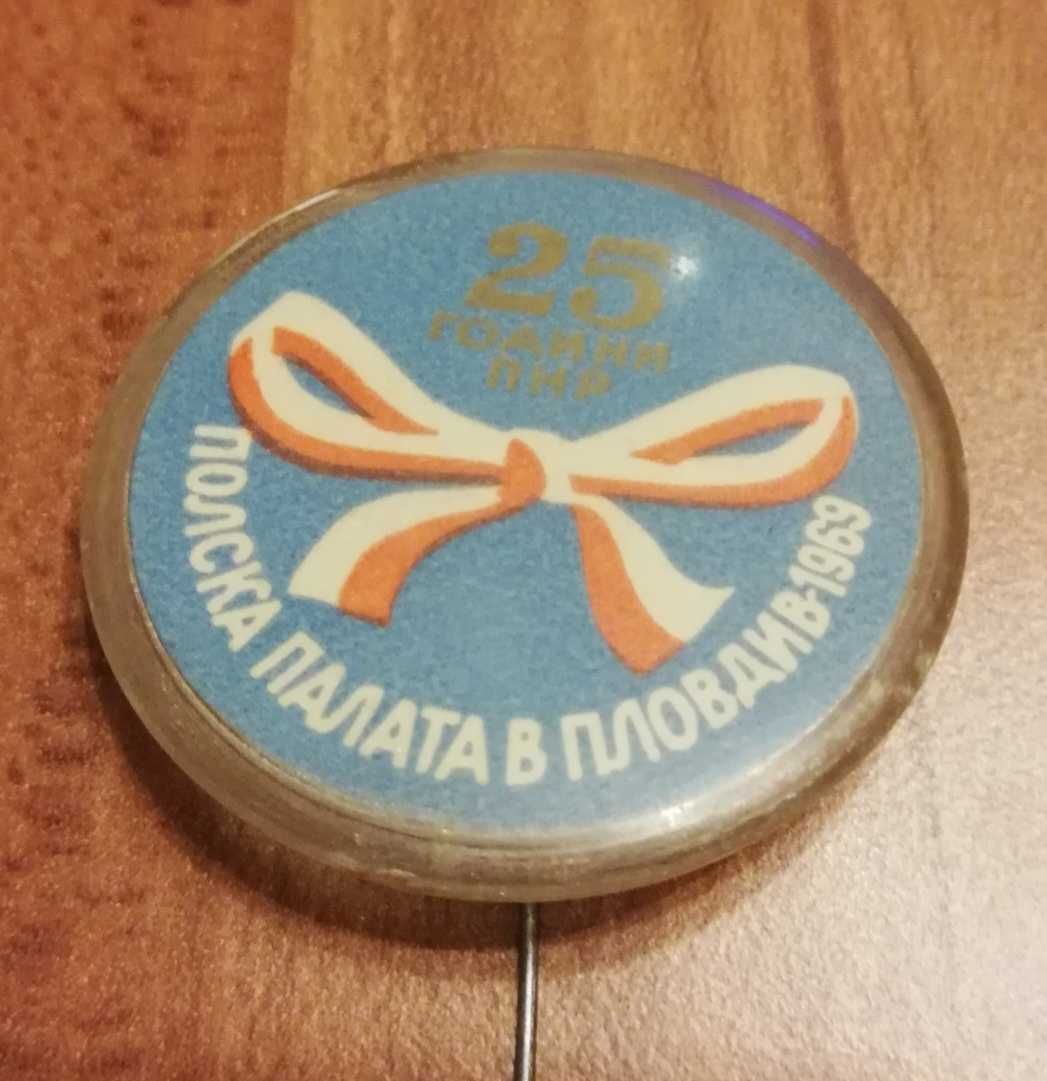 25
ГОДИНИ
ПНР
ПОЛСКА ПАЛАТА В ПЛОВДИВ-1969